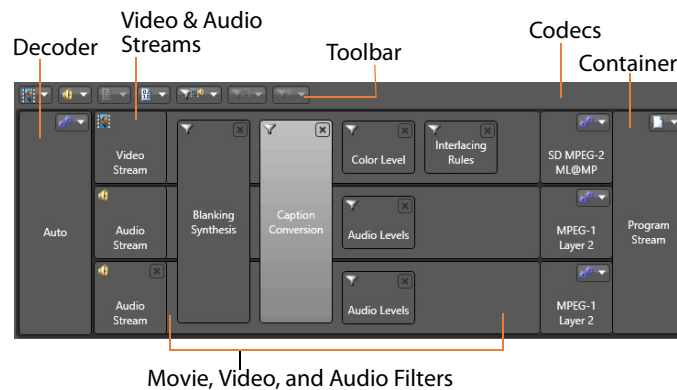 Video & Audio
Streams
Decoder
Toolbar
Codecs
Container
Video
Stream
Color Level
Interlacing
Rules
SD MPEG-2
ML@MP
Auto
Audio
Stream
Blanking
Synthesis
Caption
Conversion
Audio Levels
MPEG-1
Layer 2
Program
Stream
Audio
Stream
Audio Levels
MPEG-1
Layer 2
Movie, Video, and Audio Filters